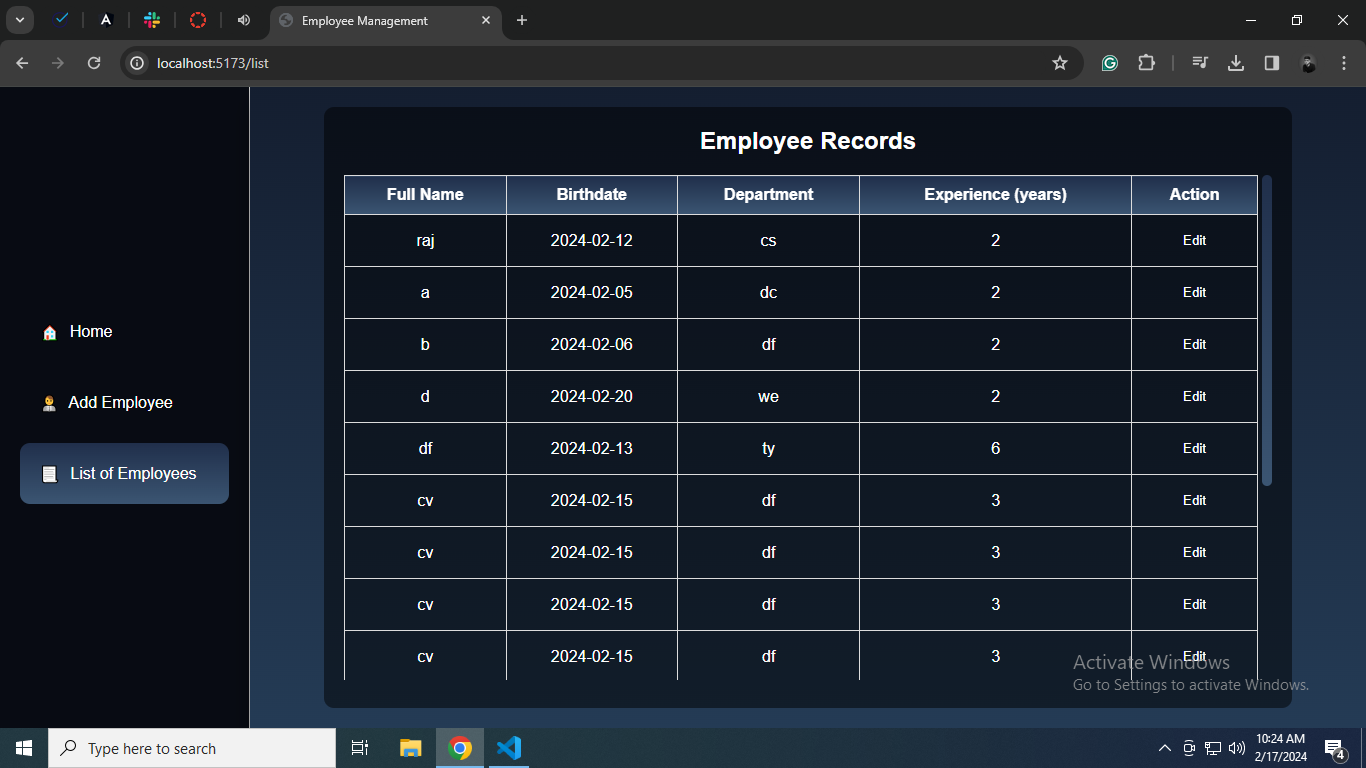 Employee Management
localhost:5173/list
Employee Records
Full Name Birthdate Department Experience (years) Action
raj 2024-02-12 cs 2 Edit
a 2024-02-05 dc 2 Edit
b 2024-02-06 df 2 Edit
Home
d 2024-02-20 we 2 Edit
Add Employee
df 2024-02-13 ty 6 Edit
List of Employees
cv 2024-02-15 df 3 Edit
cv 2024-02-15 df 3 Edit
cv 2024-02-15 df 3 Edit
cv 2024-02-15 df 3 Edit
Activate Windows
Go to Settings to activate Windows.
Type here to search
10:24 AM
2/17/2024
4